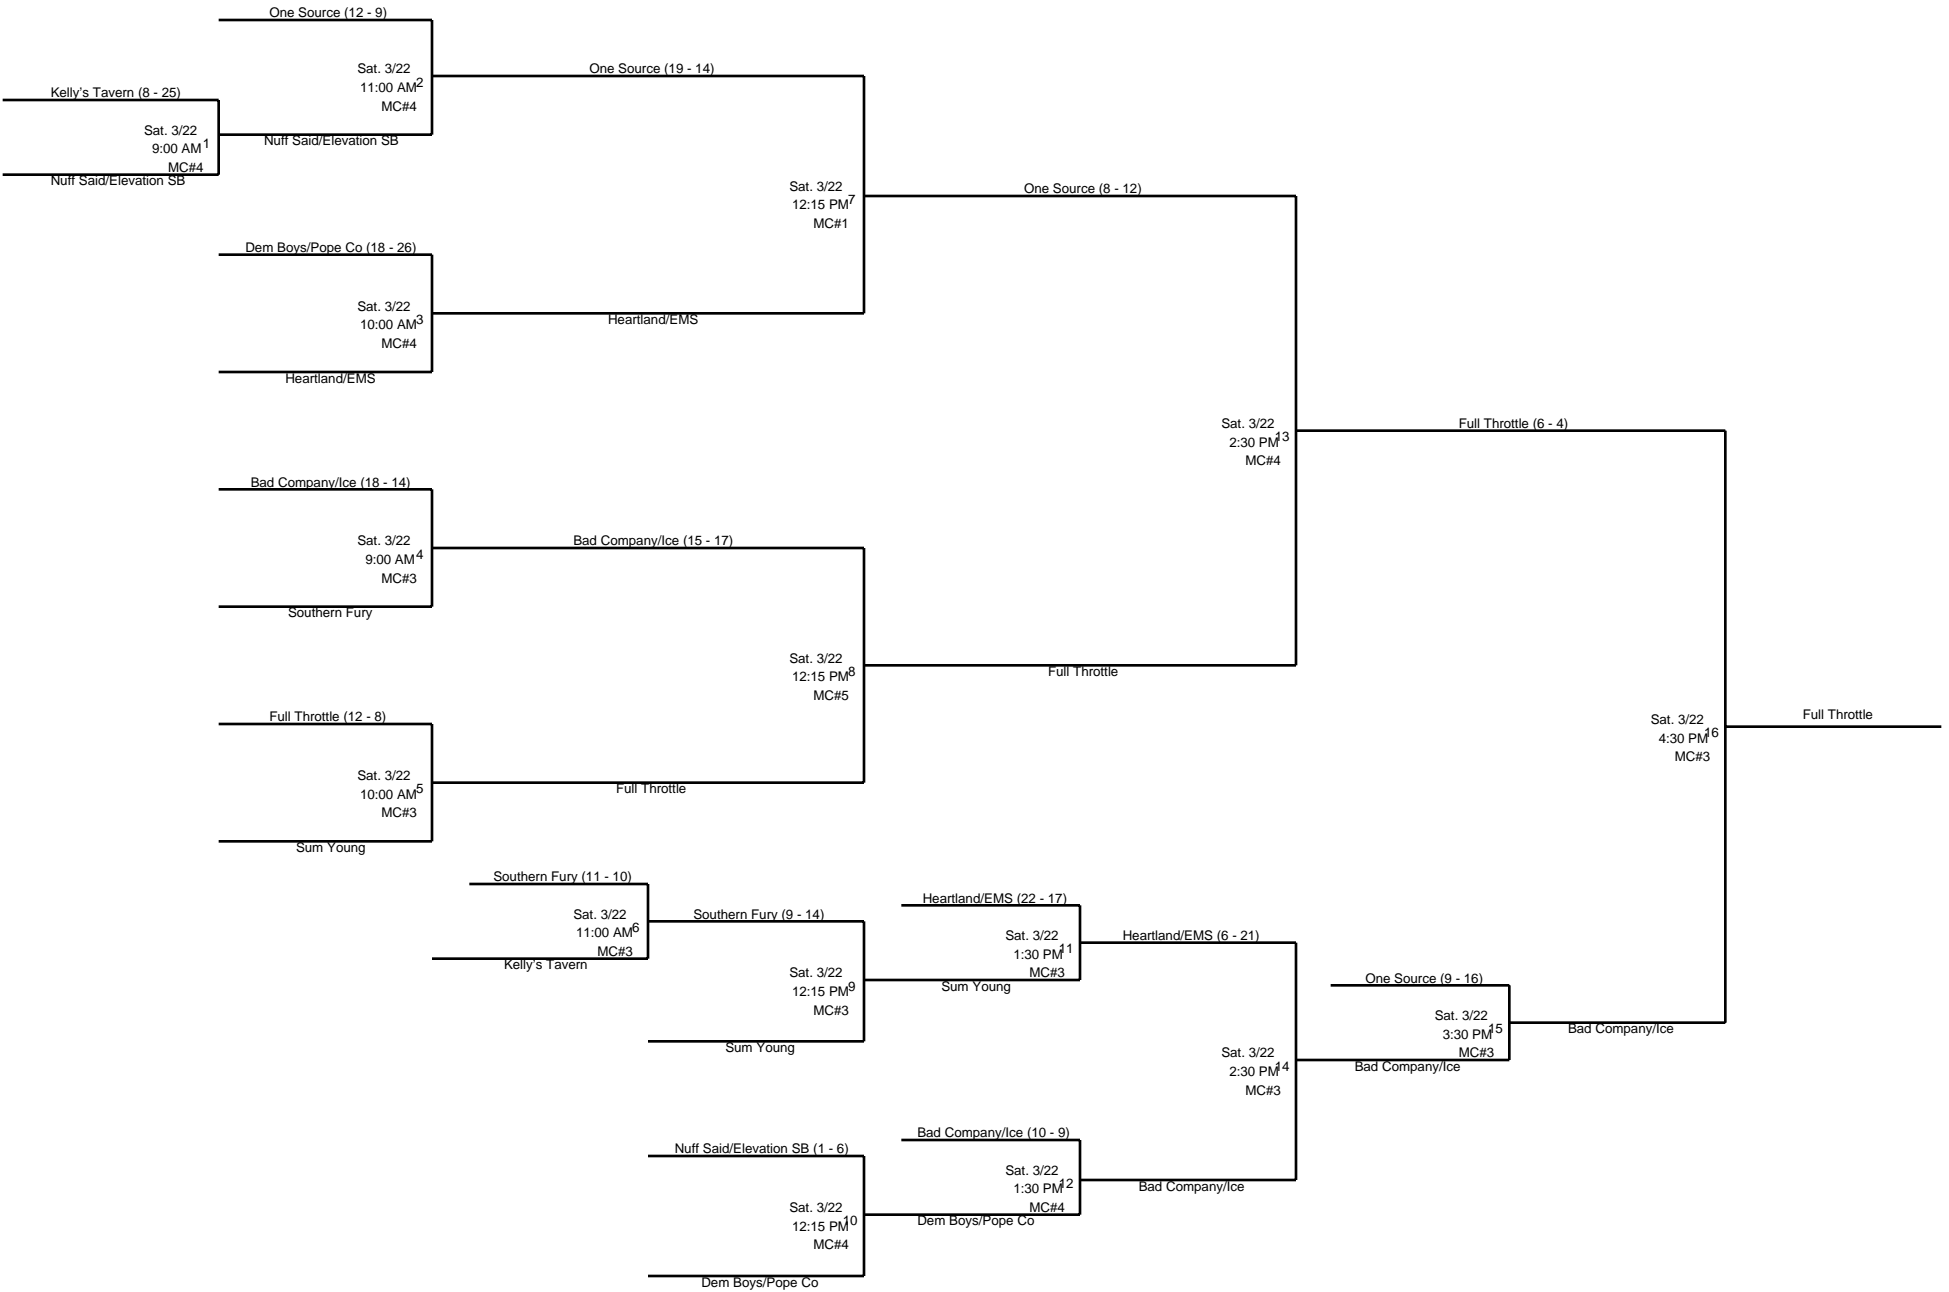 One Source (12 - 9)
Sat. 3/22
11:00 AM 2
MC#4
Kelly's Tavern (8 - 25)
Sat. 3/22
9:00 AM 1
MC#4
Nuff Said/Elevation SB
Nuff Said/Elevation SB
One Source (19 - 14)
Sat. 3/22
12:15 PM 7
MC#1
Dem Boys/Pope Co (18 - 26)
Sat. 3/22
10:00 AM 3
MC#4
Heartland/EMS
Heartland/EMS
One Source (8 - 12)
Sat. 3/22
2:30 PM 13
MC#4
Bad Company/Ice (18 - 14)
Sat. 3/22
9:00 AM 4
MC#3
Southern Fury
Bad Company/Ice (15 - 17)
Sat. 3/22
12:15 PM 8
MC#5
Full Throttle
Full Throttle (12 - 8)
Sat. 3/22
10:00 AM 5
MC#3
Sum Young
Full Throttle
Full Throttle (6 - 4)
Sat. 3/22
4:30 PM 16
MC#3
Full Throttle
Southern Fury (11 - 10)
Sat. 3/22
11:00 AM 6
MC#3
Kelly's Tavern
Southern Fury (9 - 14)
Sat. 3/22
12:15 PM 9
MC#3
Sum Young
Heartland/EMS (22 - 17)
Sat. 3/22
1:30 PM 11
MC#3
Sum Young
Heartland/EMS (6 - 21)
Sat. 3/22
2:30 PM 14
MC#3
One Source (9 - 16)
Sat. 3/22
3:30 PM 15
MC#3
Bad Company/Ice
Bad Company/Ice
Nuff Said/Elevation SB (1 - 6)
Sat. 3/22
12:15 PM 10
MC#4
Dem Boys/Pope Co
Bad Company/Ice (10 - 9)
Sat. 3/22
1:30 PM 12
MC#4
Dem Boys/Pope Co
Bad Company/Ice